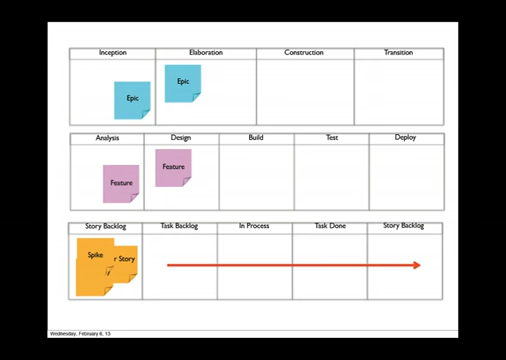 Inception Elaboration Construction Transition
Epic
Epic
Analysis Design Build Test Deploy
Feature
Feature
Story Backlog Task Backlog In Process Task Done Story Backlog
Spike
r Story
Wednesday, February 6, 13